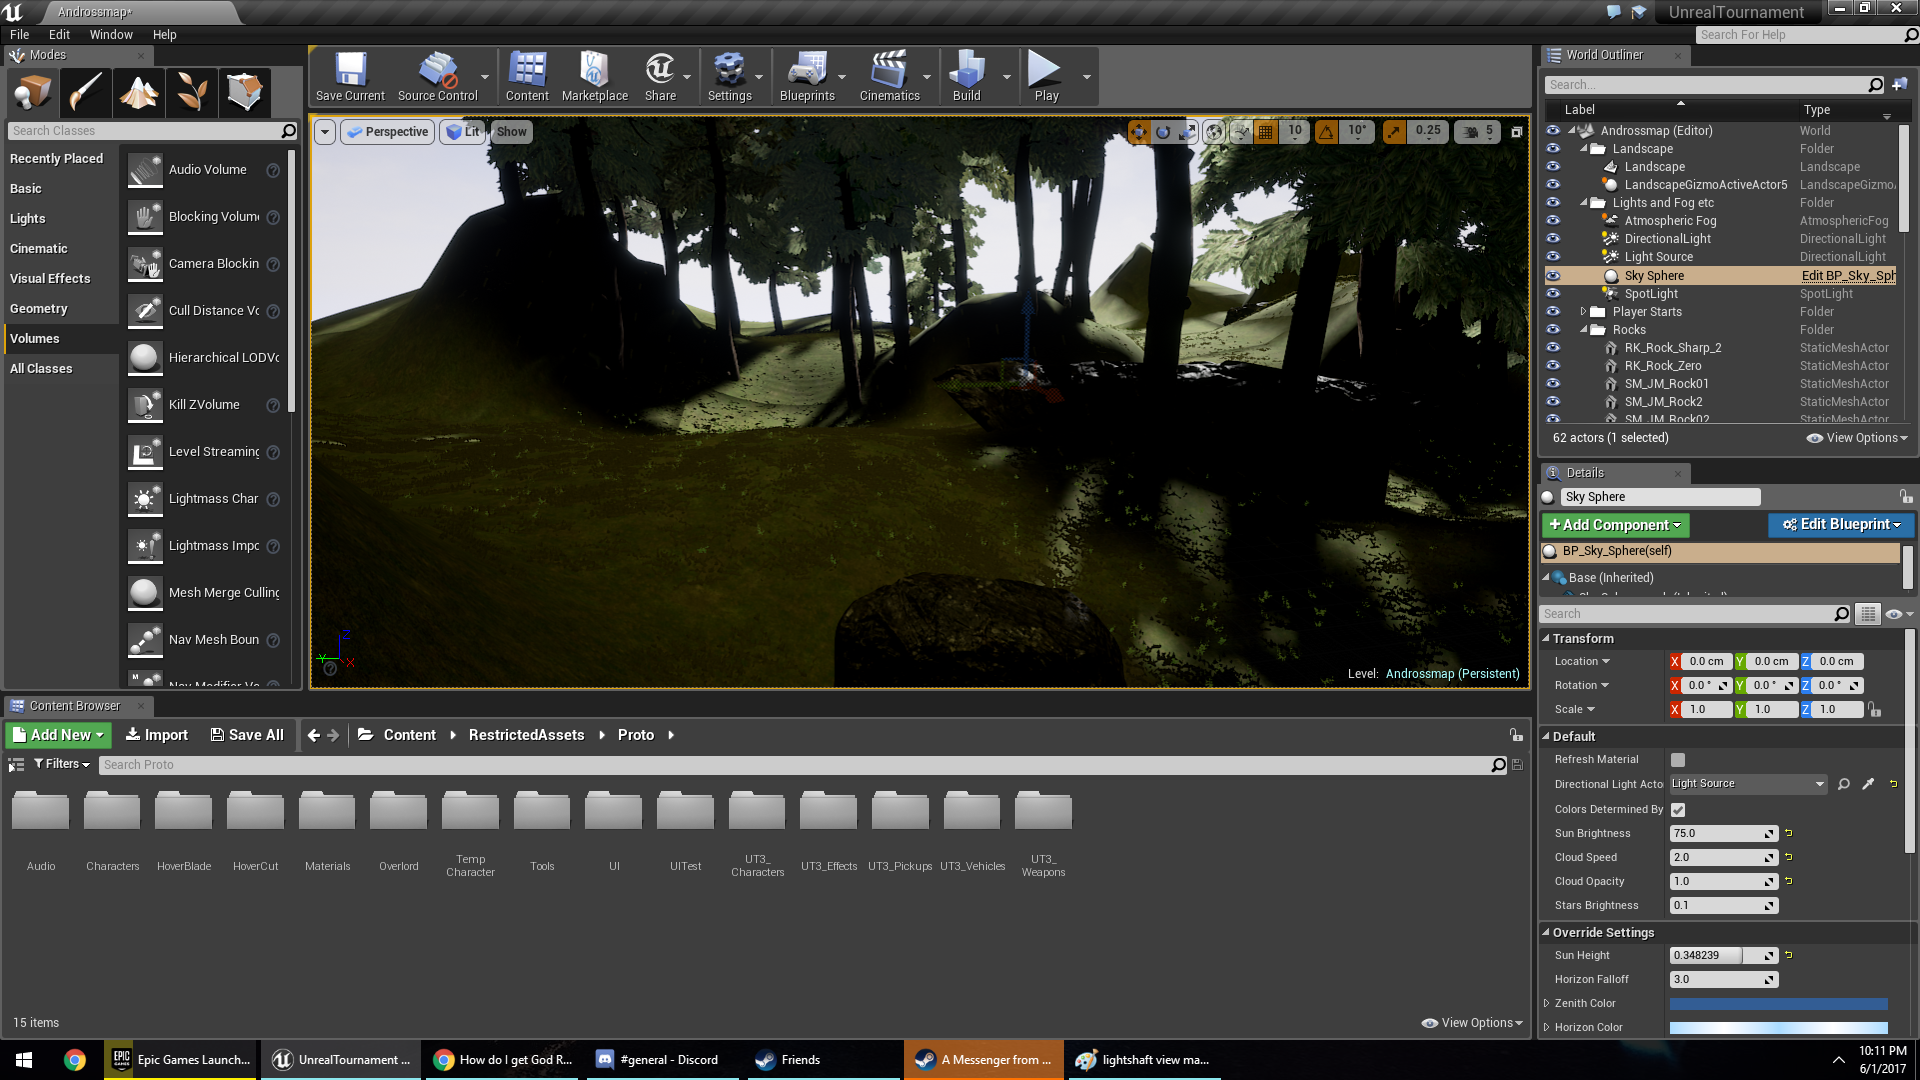 Androssmap*
UnrealTournament
File Edit Window Help
Search For Help
Modes
Search Classes
Recently Placed
Basic
Lights
Cinematic
Visual Effects
Geometry
Volumes
All Classes
Audio Volume
Blocking Volum
Camera Blockin
Cull Distance Vo
Hierarchical LODVo
Kill ZVolume
Level Streaming
Lightmass Char
Lightmass Impo
Mesh Merge Culling
Nav Mesh Boun
Nav Modifier Vo
Save Current
Source Control
Content
Marketplace
Share
Settings
Blueprints
Cinematics
Build
Play
Perspective Lit Show
10 10° 0.25 5
Z
Y X
Level: Androssmap (Persistent)
World Outliner
Search...
Label Type
Androssmap (Editor) World
Landscape Folder
Landscape Landscape
LandscapeGizmoActiveActor5 LandscapeGizmo
Lights and Fog etc Folder
Atmospheric Fog AtmosphericFog
DirectionalLight DirectionalLight
Light Source DirectionalLight
Sky Sphere Edit BP_Sky_Sph
SpotLight SpotLight
Player Starts Folder
Rocks Folder
RK_Rock_Sharp_2 StaticMeshActor
RK_Rock_Zero StaticMeshActor
SM_JM_Rock01 StaticMeshActor
SM_JM_Rock2 StaticMeshActor
SM_JM_Rock02 StaticMeshActor
62 actors (1 selected) View Options
Details
Sky Sphere
+Add Component Edit Blueprint
BP_Sky_Sphere(self)
Base (Inherited)
Search
Transform
Location X 0.0 cm Y 0.0 cm Z 0.0 cm
Rotation X 0.0 ° Y 0.0 ° Z 0.0 °
Scale X 1.0 Y 1.0 Z 1.0
Default
Refresh Material
Directional Light Acto Light Source
Colors Determined By
Sun Brightness 75.0
Cloud Speed 2.0
Cloud Opacity 1.0
Stars Brightness 0.1
Override Settings
Sun Height 0.348239
Horizon Falloff 3.0
Zenith Color
Horizon Color
Content Browser
Add New Import Save All Content RestrictedAssets Proto
Filters Search Proto
Audio
Characters
HoverBlade
HoverCut
Materials
Overlord
Temp
Character
Tools
UI
UITest
UT3_
Characters
UT3_Effects
UT3_Pickups
UT3_Vehicles
UT3_
Weapons
15 items
View Options
EPIC
GAMES
Epic Games Launch...
UnrealTournament ...
How do I get God R...
#general - Discord
Friends
A Messenger from ...
lightshaft view ma...
10:11 PM
6/1/2017